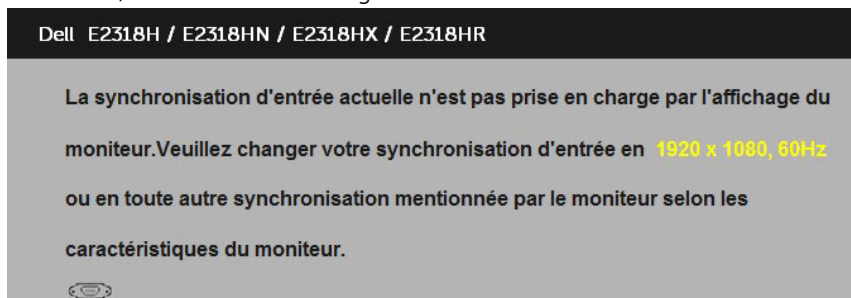 Dell E2318H / E2318HN / E2318HX / E2318HR
La synchronisation d'entrée actuelle n'est pas prise en charge par l'affichage du
moniteur.Veuillez changer votre synchronisation d'entrée en 1920 x 1080, 60Hz
ou en toute autre synchronisation mentionnée par le moniteur selon les
caractéristiques du moniteur.